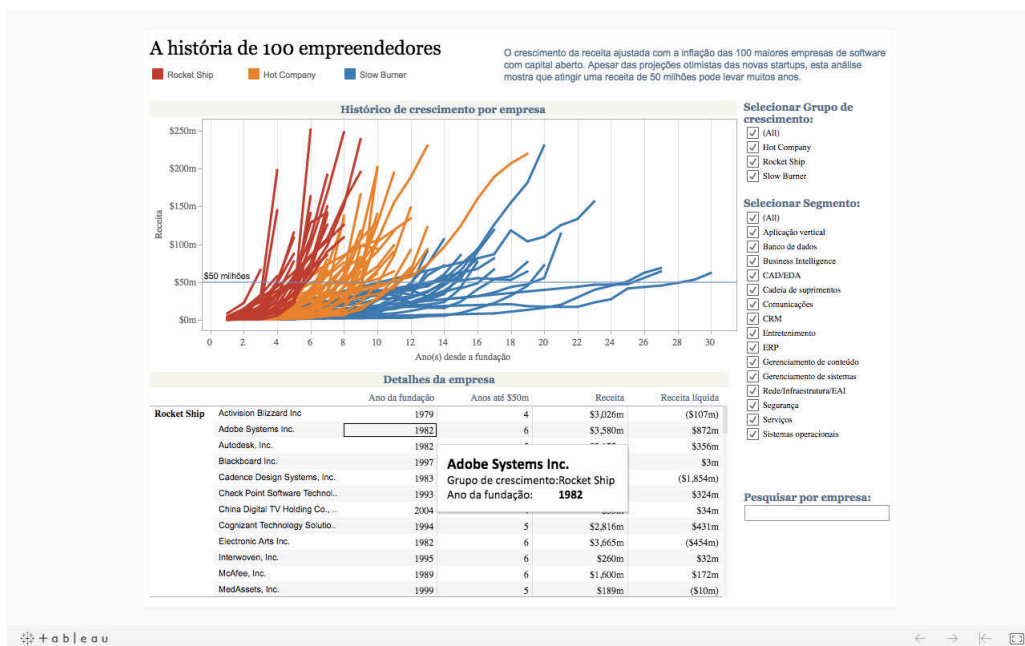 A história de 100 empreendedores
Rocket Ship Hot Company Slow Burner
O crescimento da receita ajustada com a inflação das 100 maiores empresas de software
com capital aberto. Apesar das projeções otimistas das novas startups, esta análise
mostra que atingir uma receita de 50 milhões pode levar muitos anos.
Histórico de crescimento por empresa
$250m
$200m
$150m
$100m
$50m
$0m
Receita
$50 milhões
0 2 4 6 8 10 12 14 16 18 20 22 24 26 28 30
Ano(s) desde a fundação
Selecionar Grupo de
crescimento:
(All)
Hot Company
Rocket Ship
Slow Burner
Selecionar Segmento:
(All)
Aplicação vertical
Banco de dados
Business Intelligence
CAD/EDA
Cadeia de suprimentos
Comunicações
CRM
Entretenimento
ERP
Gerenciamento de conteúdo
Gerenciamento de sistemas
Rede/Infraestrutura/EAI
Segurança
Serviços
Sistemas operacionais
Pesquisar por empresa:
Detalhes da empresa
Ano da fundação Anos até $50m Receita Receita líquida
Rocket Ship Activision Blizzard Inc 1979 4 $3,026m ($107m)
Adobe Systems Inc. 1982 6 $3,580m $872m
Autodesk, Inc. 1982 $356m
Blackboard Inc. 1997 $3m
Cadence Design Systems, Inc. 1983 ($1,854m)
Check Point Software Technol.. 1993 $324m
China Digital TV Holding Co., .. 2004 $34m
Cognizant Technology Solutio.. 1994 5 $2,816m $431m
Electronic Arts Inc. 1982 6 $3,665m ($454m)
Interwoven, Inc. 1995 6 $260m $32m
McAfee, Inc. 1989 6 $1,600m $172m
MedAssets, Inc. 1999 5 $189m ($10m)
Adobe Systems Inc.
Grupo de crescimento:Rocket Ship
Ano da fundação: 1982
+ableau